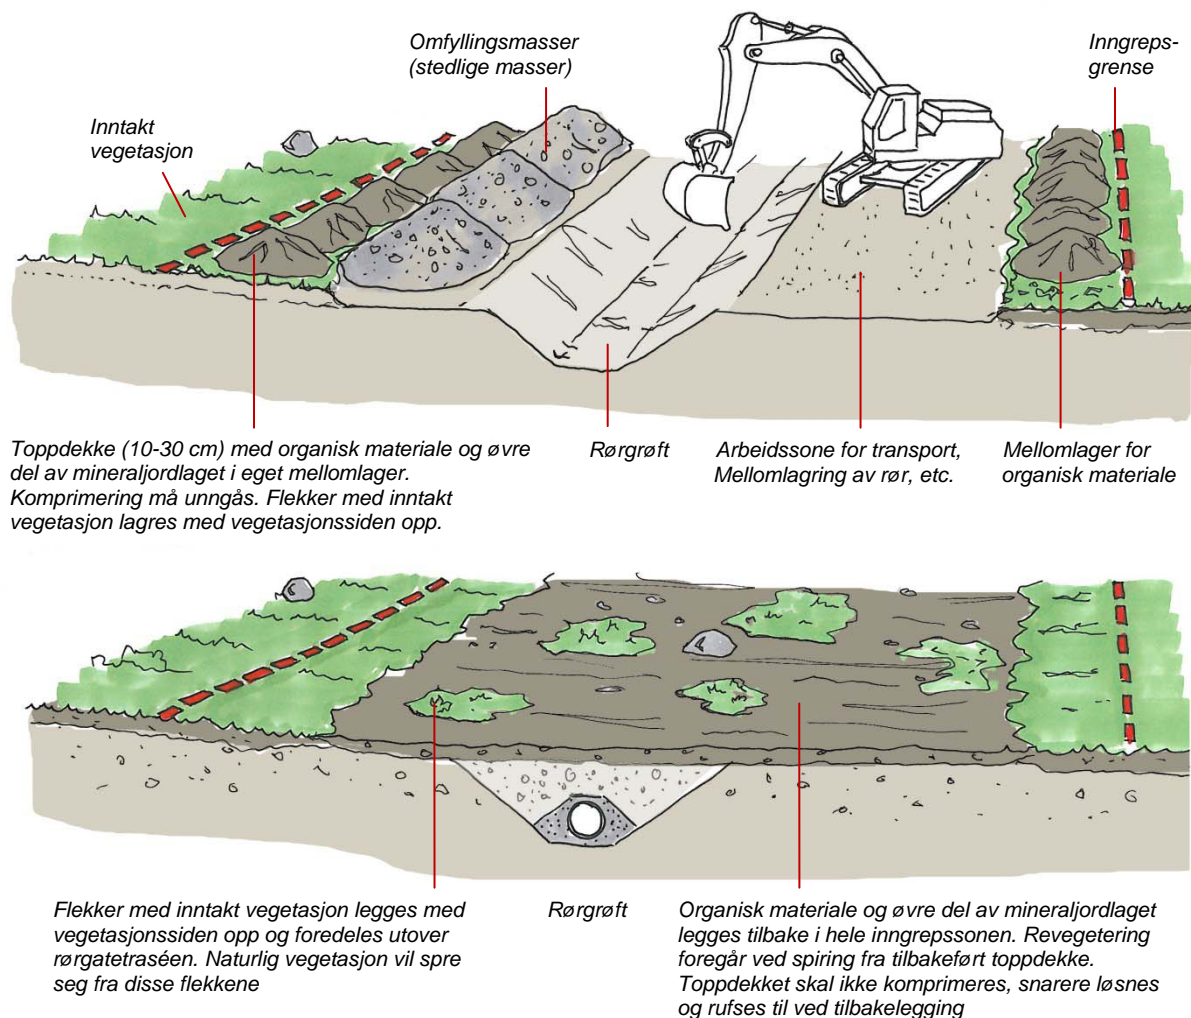 Omfyllingsmasser
(stedlige masser)
Inngreps-
grense
Inntakt
vegetasjon
Toppdekke (10-30 cm) med organisk materiale og øvre
del av mineraljordlaget i eget mellomlager.
Komprimering må unngås. Flekker med inntakt
vegetasjon lagres med vegetasjonssiden opp.
Rørgrøft
Arbeidssone for transport,
Mellomlagring av rør, etc.
Mellomlager for
organisk materiale
Flekker med inntakt vegetasjon legges med
vegetasjonssiden opp og foredeles utover
rørgatetraséen. Naturlig vegetasjon vil spre
seg fra disse flekkene
Rørgrøft
Organisk materiale og øvre del av mineraljordlaget
legges tilbake i hele inngrepssonen. Revegetering
foregår ved spiring fra tilbakeført toppdekke.
Toppdekket skal ikke komprimeres, snarere løsnes
og rufses til ved tilbakelegging